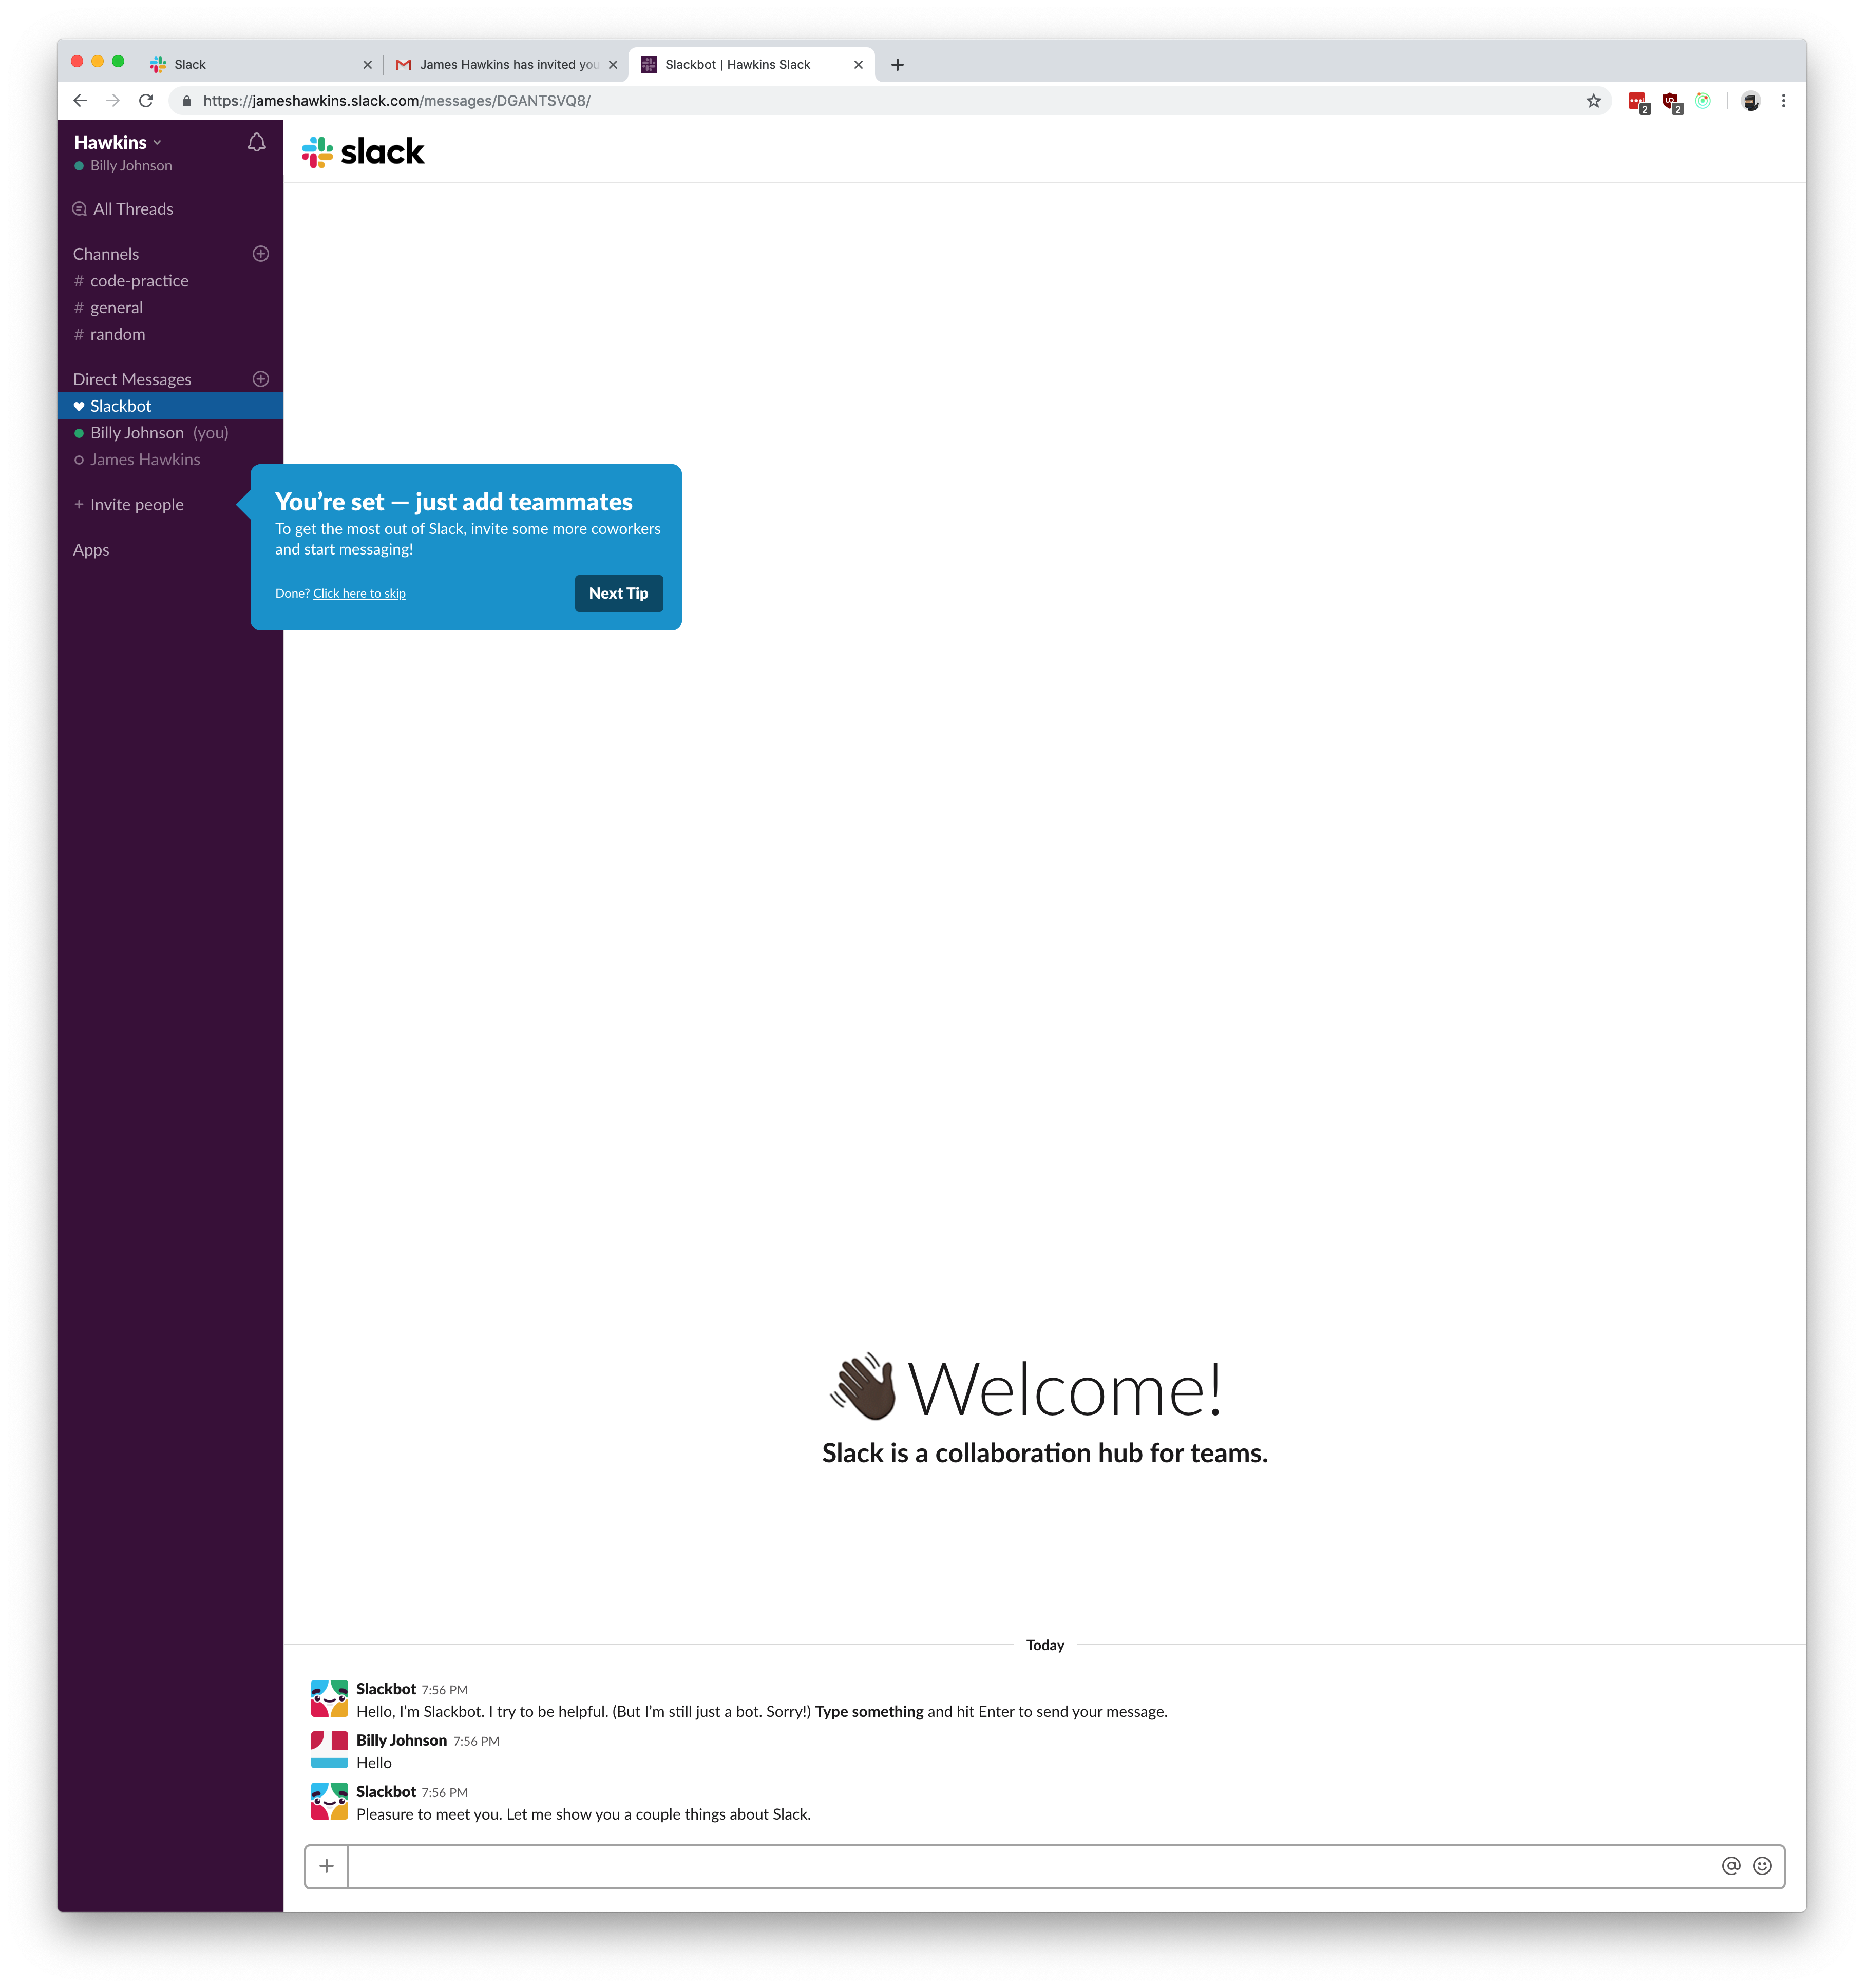 Slack
James Hawkins has invited you
Slackbot | Hawkins Slack
https://jameshawkins.slack.com/messages/DGANTSVQ8/
2
2
Hawkins
Billy Johnson
slack
All Threads
Channels
# code-practice
# general
# random
Direct Messages
Slackbot
Billy Johnson (you)
James Hawkins
+ Invite people
Apps
You’re set — just add teammates
To get the most out of Slack, invite some more coworkers
and start messaging!
Done? Click here to skip
Next Tip
Welcome!
Slack is a collaboration hub for teams.
Today
Slackbot 7:56 PM
Hello, I’m Slackbot. I try to be helpful. (But I’m still just a bot. Sorry!) Type something and hit Enter to send your message.
Billy Johnson 7:56 PM
Hello
Slackbot 7:56 PM
Pleasure to meet you. Let me show you a couple things about Slack.